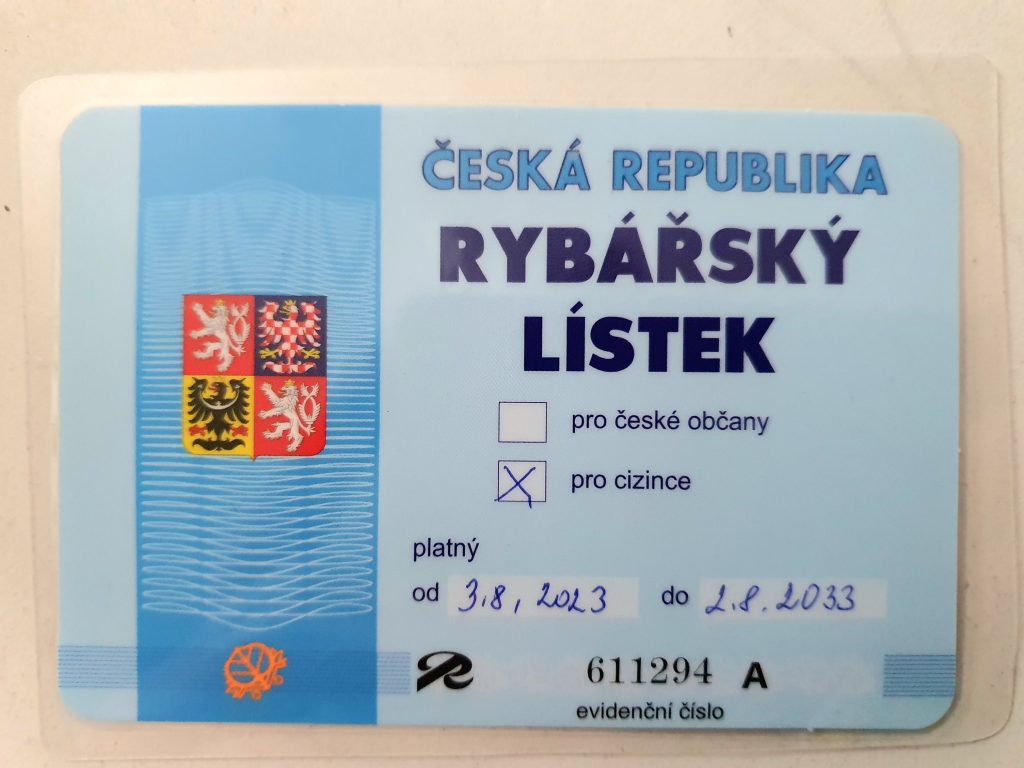 ČESKÁ REPUBLIKA
RYBÁŘSKÝ
LÍSTEK
pro české občany
X pro cizince
platný
od 3.8, 2023 do 2.8.2033
R 611294 A
evidenční číslo